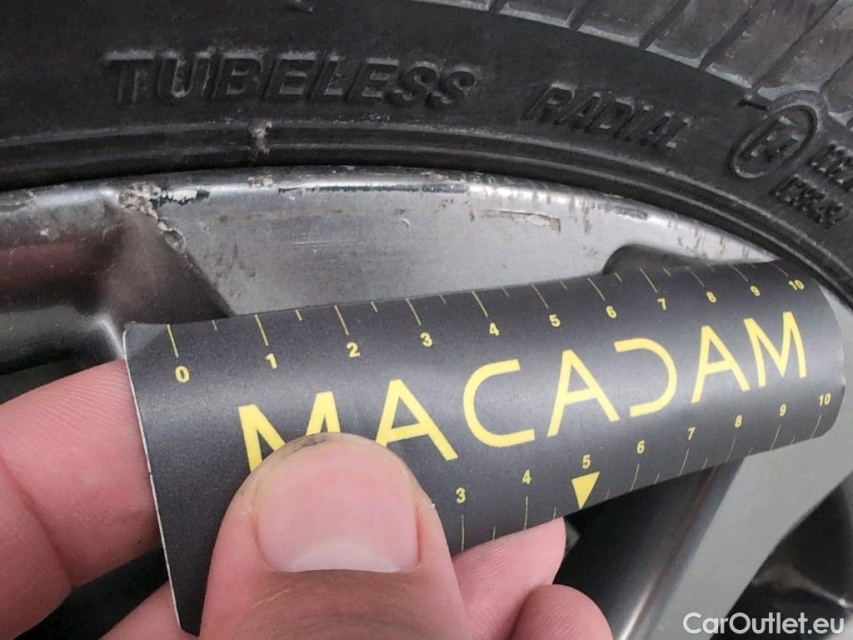 TUBELESS RADIAL E4
0 1 2 3 4 5 6 7 8 9 10
MACADAM
3 4 5 6 7 8 9 10
CarOutlet.eu